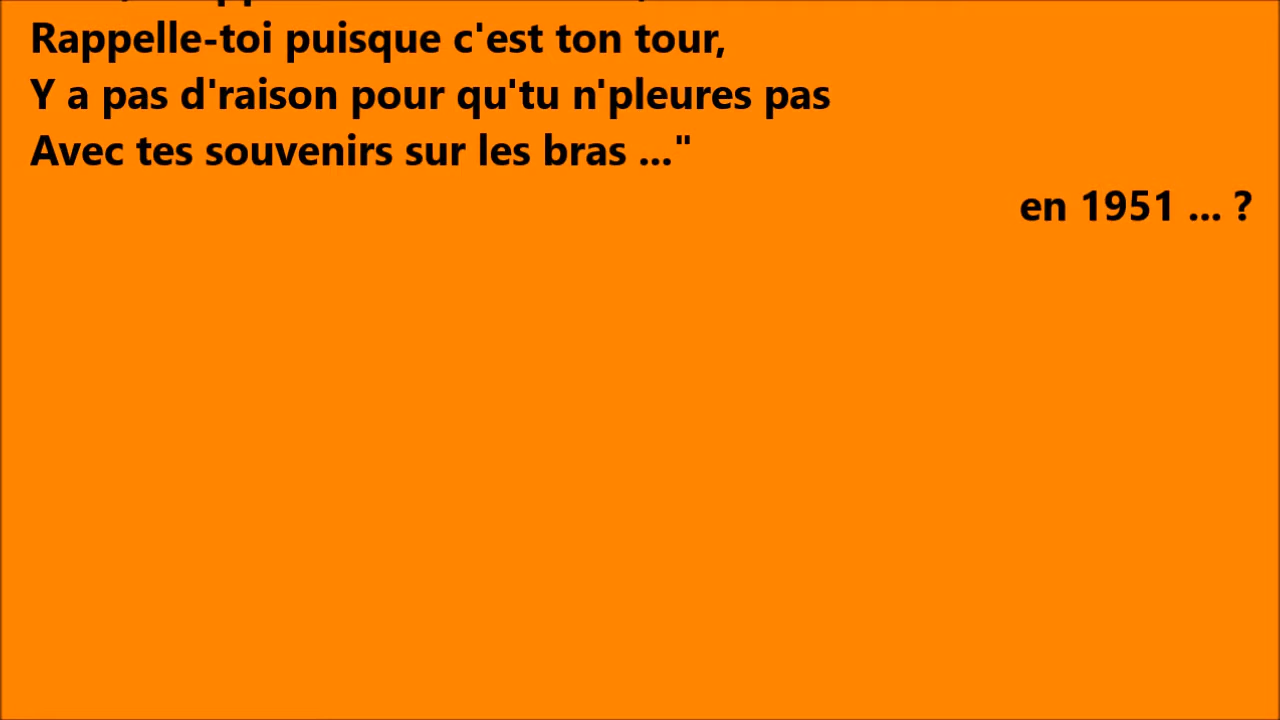 Rappelle-toi puisque c'est ton tour,
Y a pas d'raison pour qu'tu n'pleures pas
Avec tes souvenirs sur les bras ..."
en 1951 ... ?